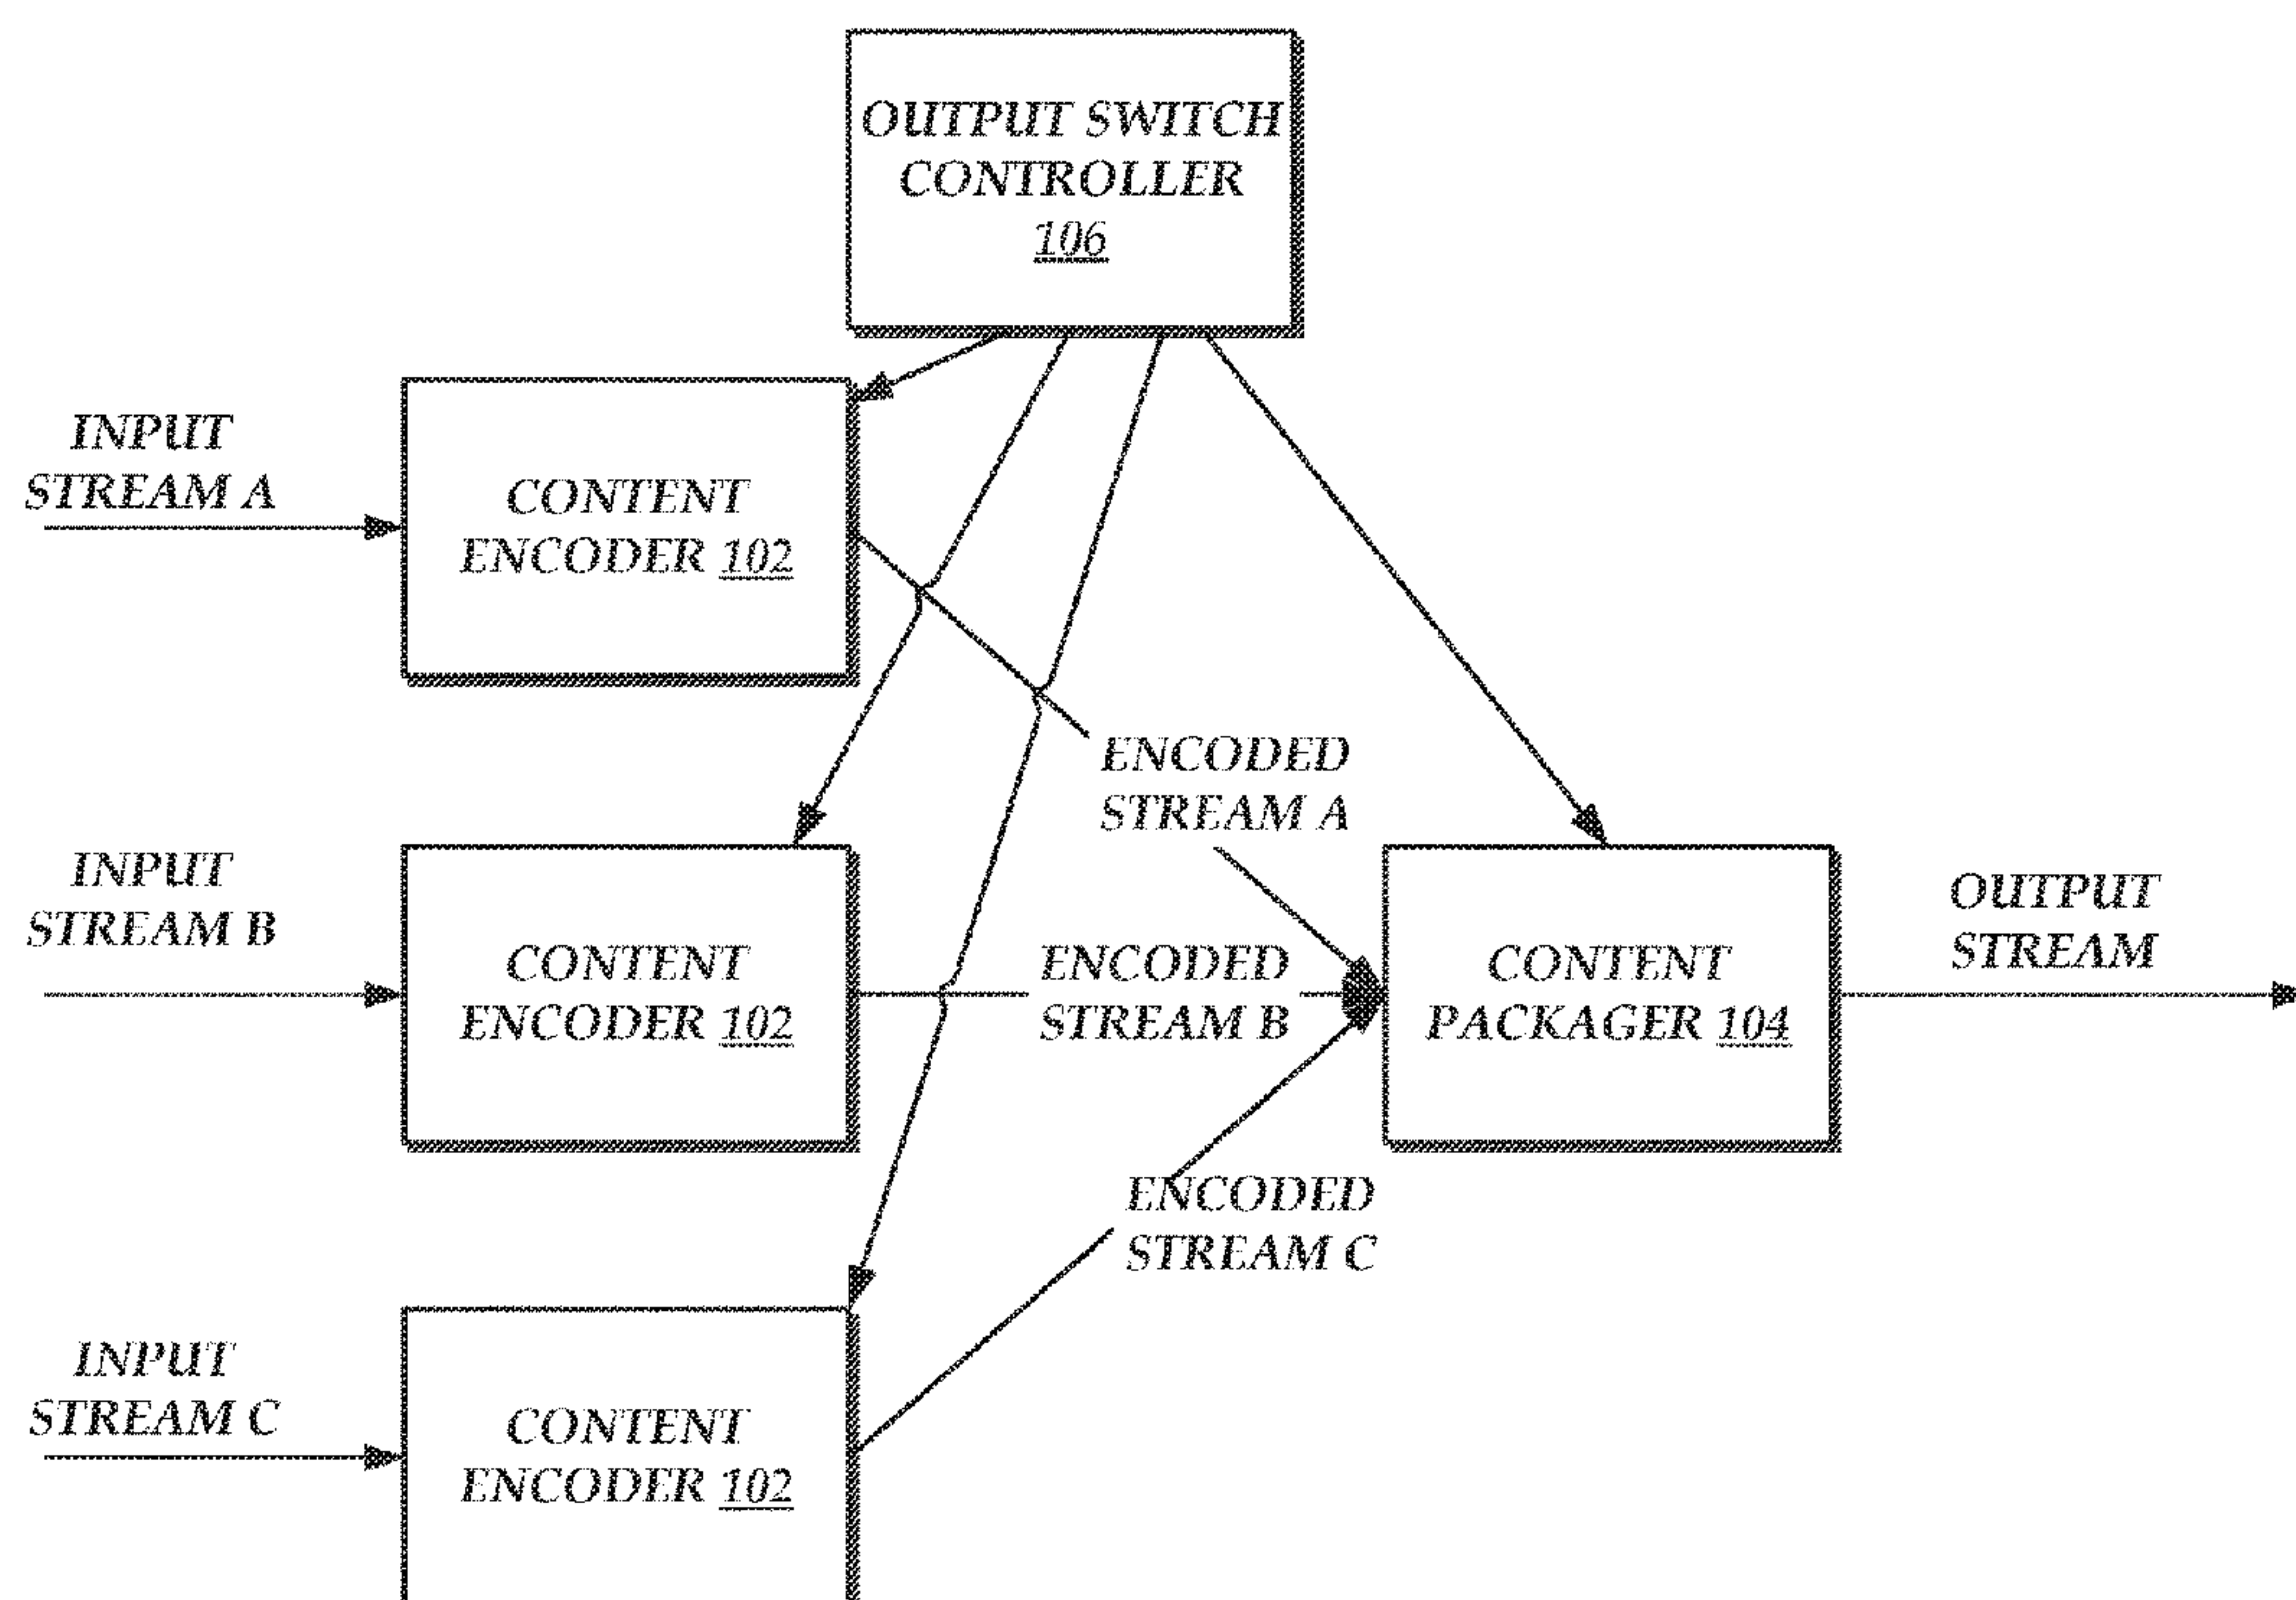 OUTPUT SWITCH
CONTROLLER
106
INPUT
STREAM A
CONTENT
ENCODER 102
ENCODED
STREAM A
INPUT
STREAM B
CONTENT
ENCODER 102
ENCODED
STREAM B
CONTENT
PACKAGER 104
OUTPUT
STREAM
ENCODED
STREAM C
INPUT
STREAM C
CONTENT
ENCODER 102